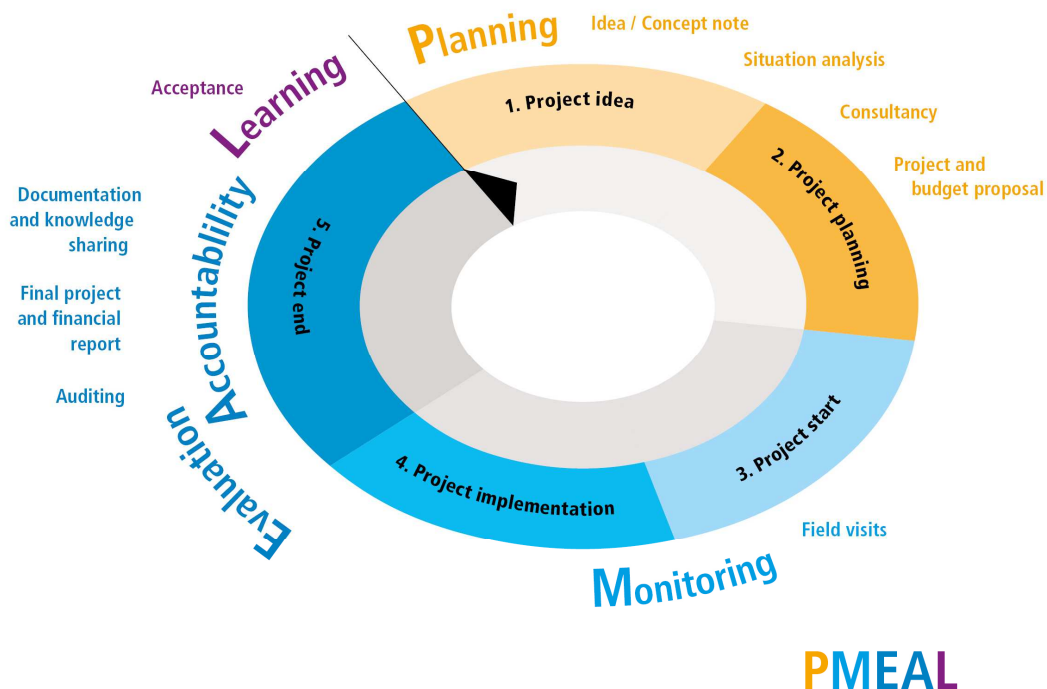 Planning
Idea / Concept note
Situation analysis
Consultancy
Project and
budget proposal
1. Project idea
2. Project planning
3. Project start
Field visits
Monitoring
4. Project implementation
5. Project end
Evaluation
Auditing
Accountablility
Final project
and financial
report
Documentation
and knowledge
sharing
Learning
Acceptance
PMEAL